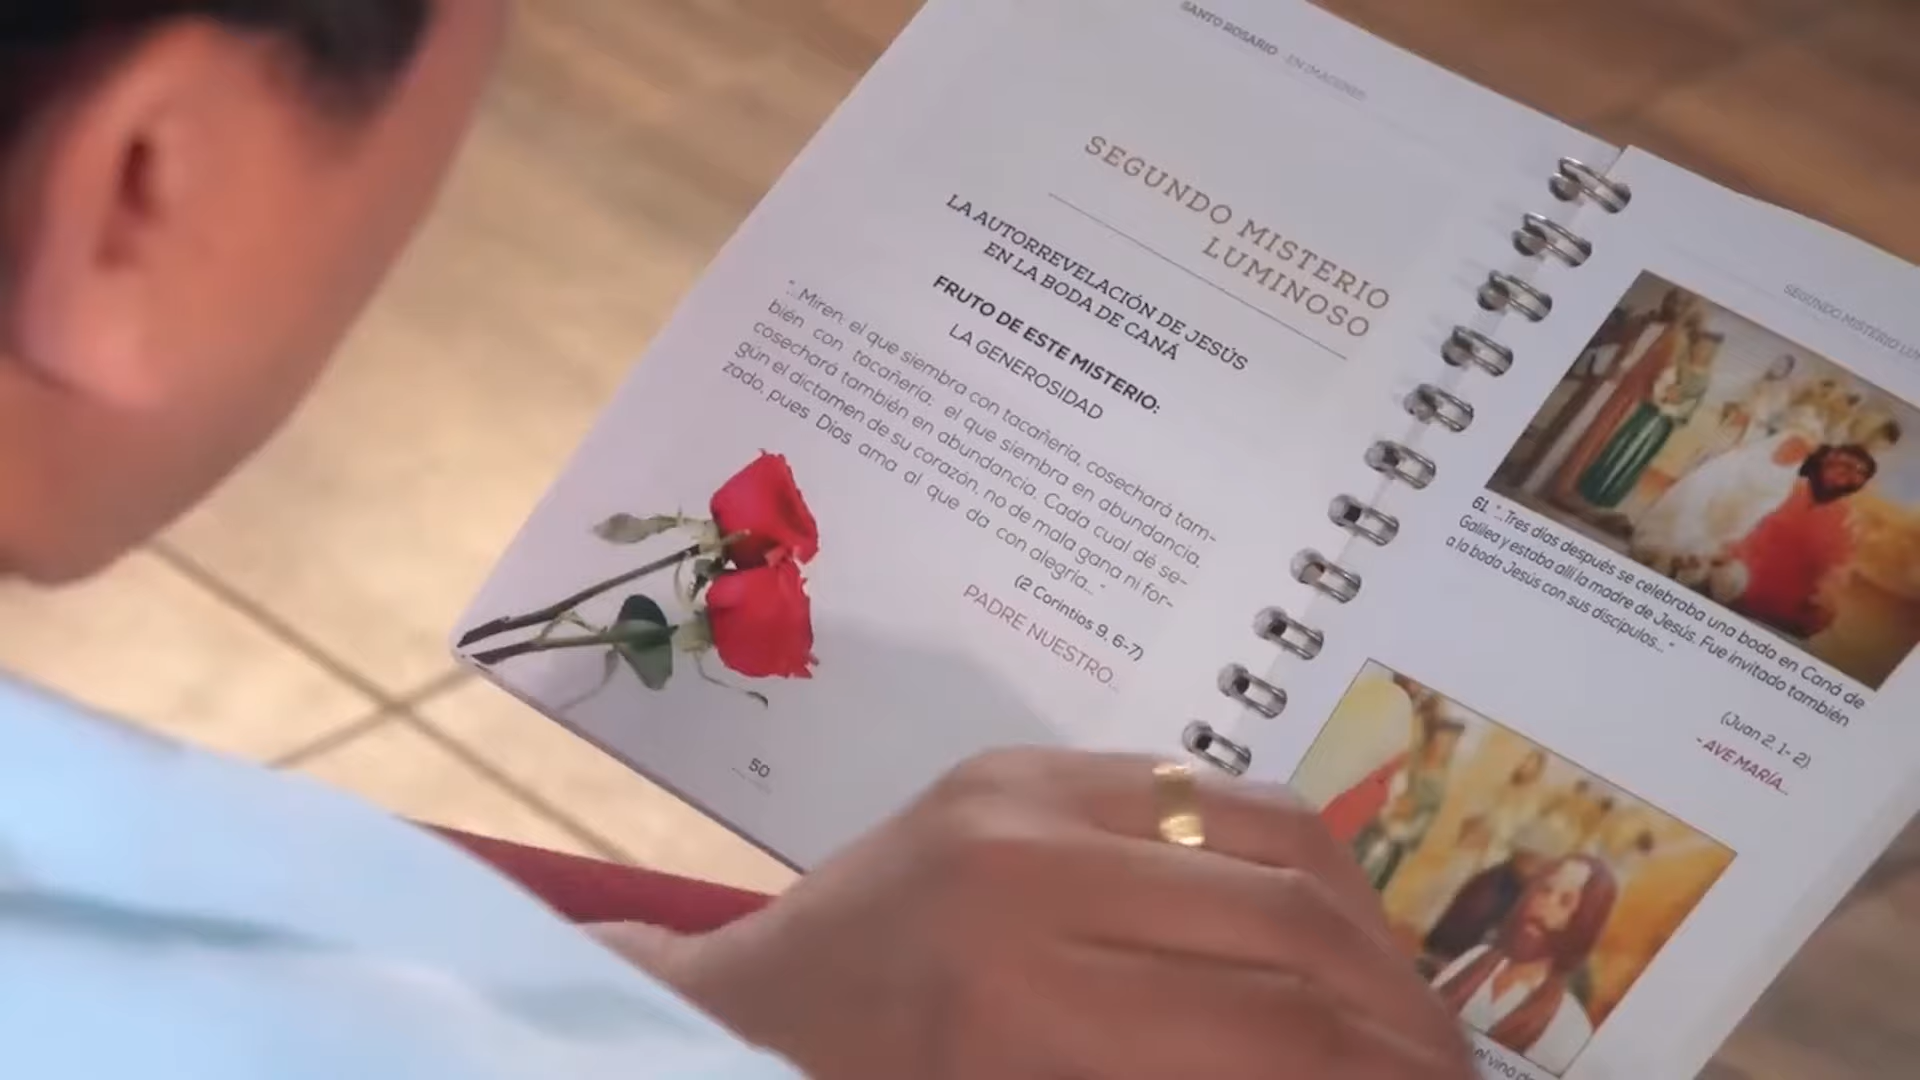 SANTO ROSARIO - EN IMÁGENES
SEGUNDO MISTERIO
LUMINOSO
LA AUTORREVELACIÓN DE JESÚS
EN LA BODA DE CANÁ
FRUTO DE ESTE MISTERIO:
LA GENEROSIDAD
"...Miren: el que siembra con tacañería, cosechará tam-
bién con tacañería; el que siembra en abundancia,
cosechará también en abundancia. Cada cual dé se-
gún el dictamen de su corazón, no de mala gana ni for-
zado, pues Dios ama al que da con alegría..."
(2 Corintios 9, 6-7)
PADRE NUESTRO...
50
SEGUNDO MISTERIO
61. "...Tres días después se celebraba una boda en Caná de
Galilea y estaba allí la madre de Jesús. Fue invitado también
a la boda Jesús con sus discípulos..."
(Juan 2, 1- 2)
- AVE MARÍA...
el vino